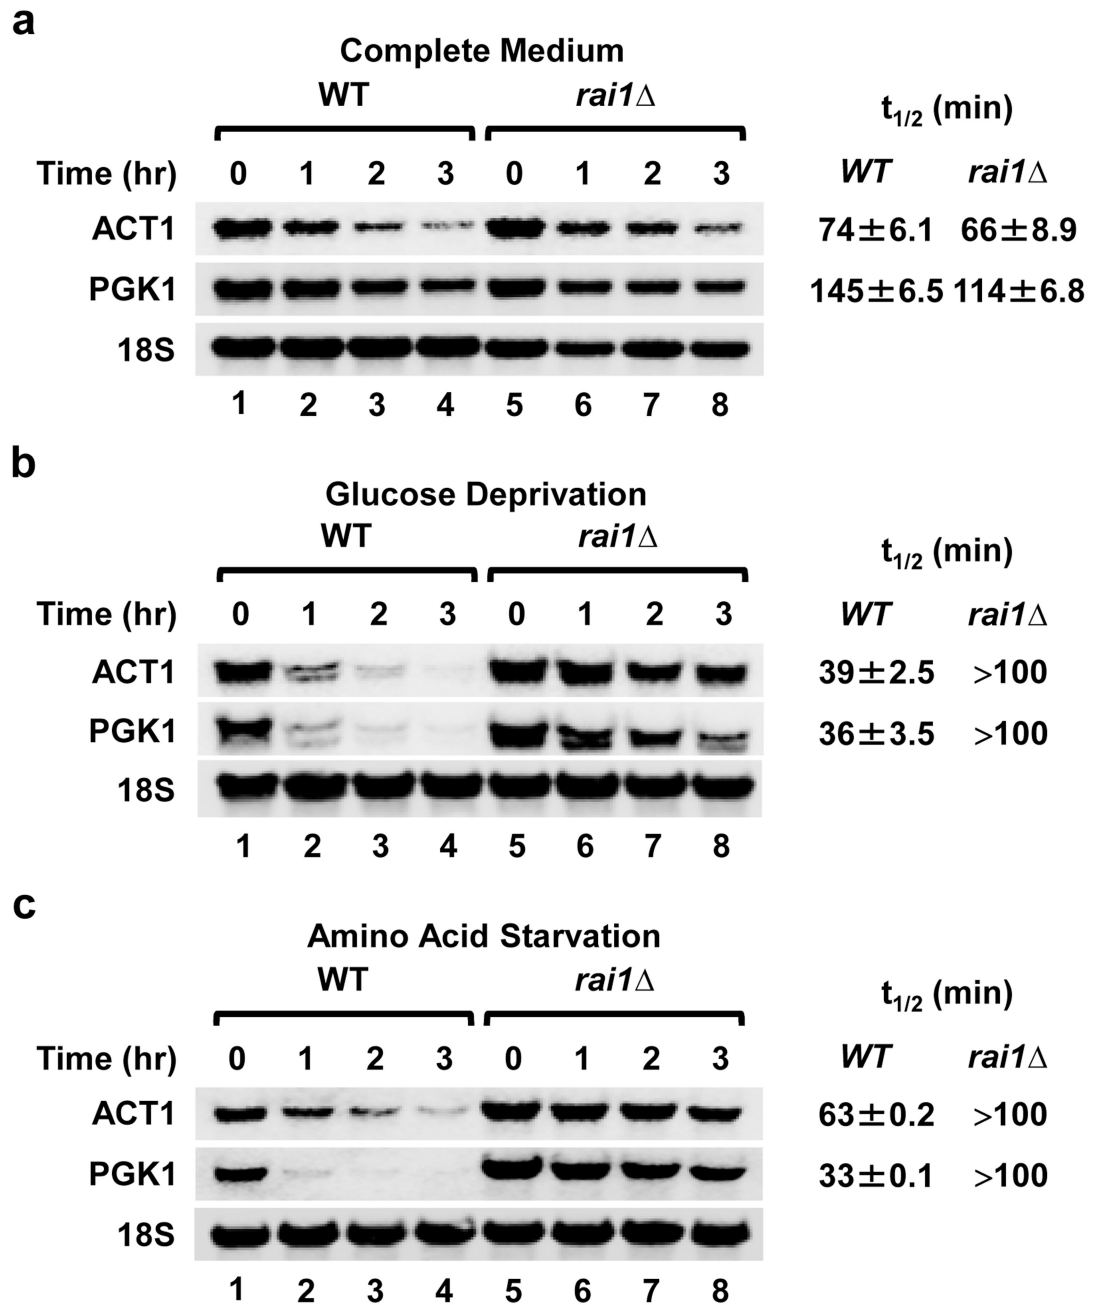 a
Complete Medium
WT rai1Δ
t1/2 (min)
Time (hr) 0 1 2 3 0 1 2 3 WT rai1Δ
ACT1 74±6.1 66±8.9
PGK1 145±6.5 114±6.8
18S
1 2 3 4 5 6 7 8
b
Glucose Deprivation
WT rai1Δ
t1/2 (min)
Time (hr) 0 1 2 3 0 1 2 3 WT rai1Δ
ACT1 39±2.5 >100
PGK1 36±3.5 >100
18S
1 2 3 4 5 6 7 8
c
Amino Acid Starvation
WT rai1Δ
t1/2 (min)
Time (hr) 0 1 2 3 0 1 2 3 WT rai1Δ
ACT1 63±0.2 >100
PGK1 33±0.1 >100
18S
1 2 3 4 5 6 7 8